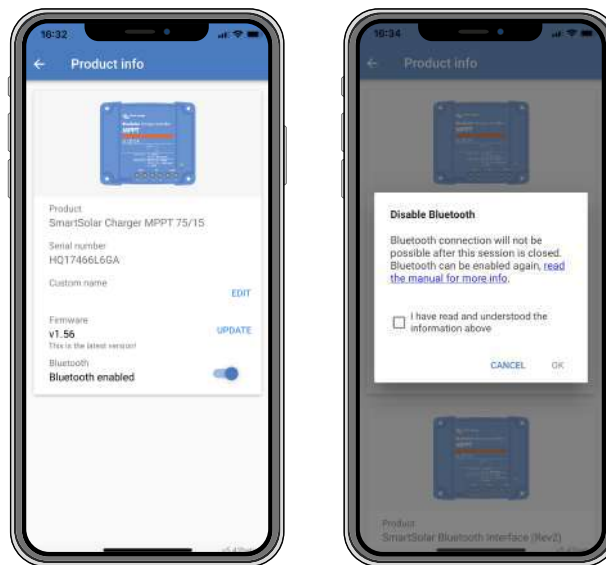 16:32
Product info
MPPT
Product
SmartSolar Charger MPPT 75/15
Serial number
HQ17466L6GA
Custom name
EDIT
Firmware
v1.56
UPDATE
This is the latest version!
Bluetooth
Bluetooth enabled
16:34
Product info
Disable Bluetooth
Bluetooth connection will not be
possible after this session is closed.
Bluetooth can be enabled again, read
the manual for more info.
I have read and understood the
information above
CANCEL
OK
Product
SmartSolar Bluetooth Interface (RevZ)